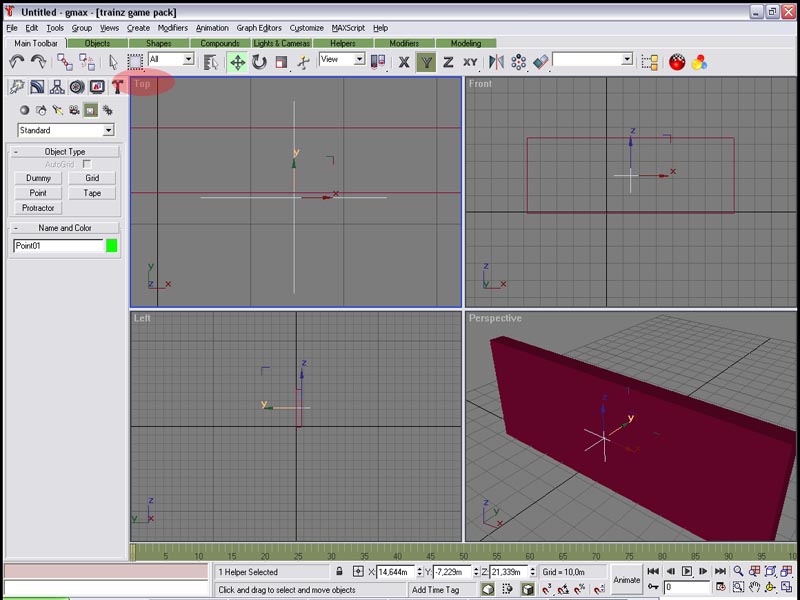 Untitled - gmax - [trainz game pack]
File Edit Tools Group Views Create Modifiers Animation Graph Editors Customize MAXScript Help
Main Toolbar Objects Shapes Compounds Lights & Cameras Helpers Modifiers Modeling
All View X Y Z XY
Top
Front
Standard
- Object Type
AutoGrid
Dummy Grid
Point Tape
Protractor
- Name and Color
Point01
y
x
z
x
y
z x
z
y x
Left
Perspective
z
y
z
y
x
z
y x
z
y
x
5 10 15 20 25 30 35 40 45 50 55 60 65 70 75 80 85 90 95 100
1 Helper Selected X: 14,644m Y: -7,229m Z: 21,339m Grid = 10,0m Animate
Click and drag to select and move objects Add Time Tag 0